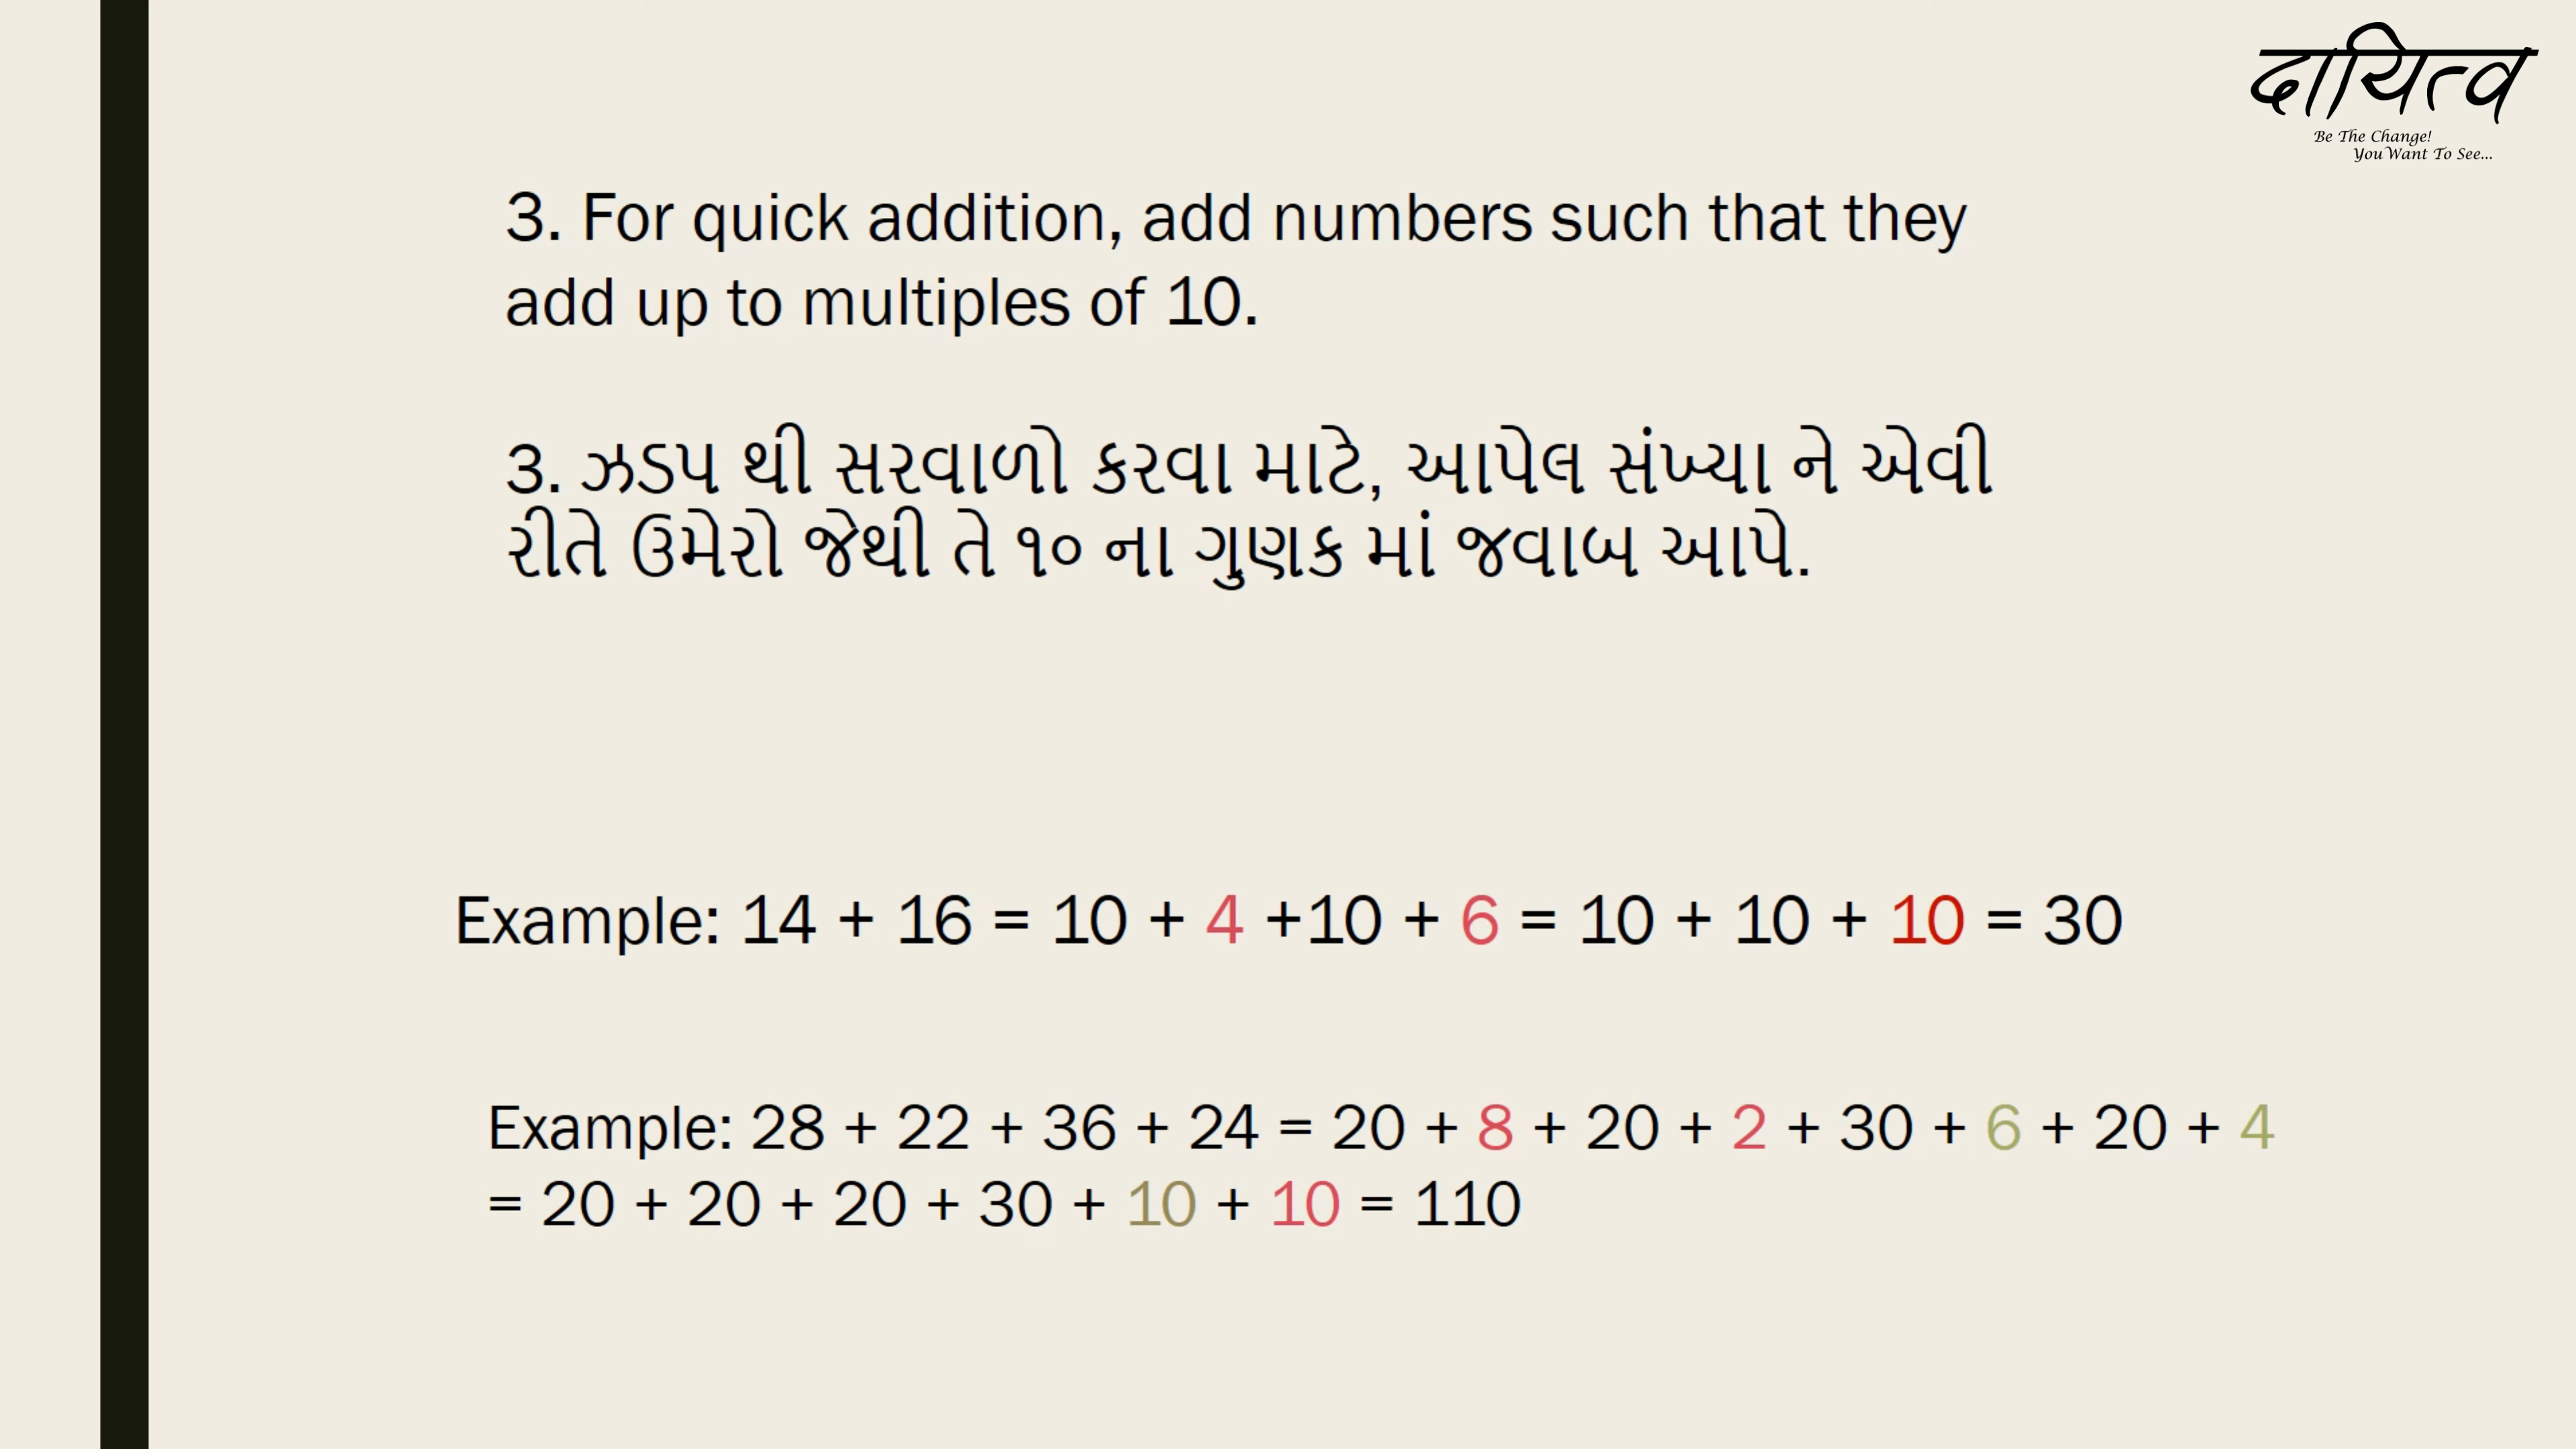 दायित्व
Be The Change!
You Want To See...
3. For quick addition, add numbers such that they
add up to multiples of 10.
3. ઝડપ થી સરવાળો કરવા માટે, આપેલ સંખ્યા ને એવી
રીતે ઉમેરો જેથી તે ૧૦ ના ગુણક માં જવાબ આપે.
Example: 14 + 16 = 10 + 4 +10 + 6 = 10 + 10 + 10 = 30
Example: 28 + 22 + 36 + 24 = 20 + 8 + 20 + 2 + 30 + 6 + 20 + 4
= 20 + 20 + 20 + 30 + 10 + 10 = 110